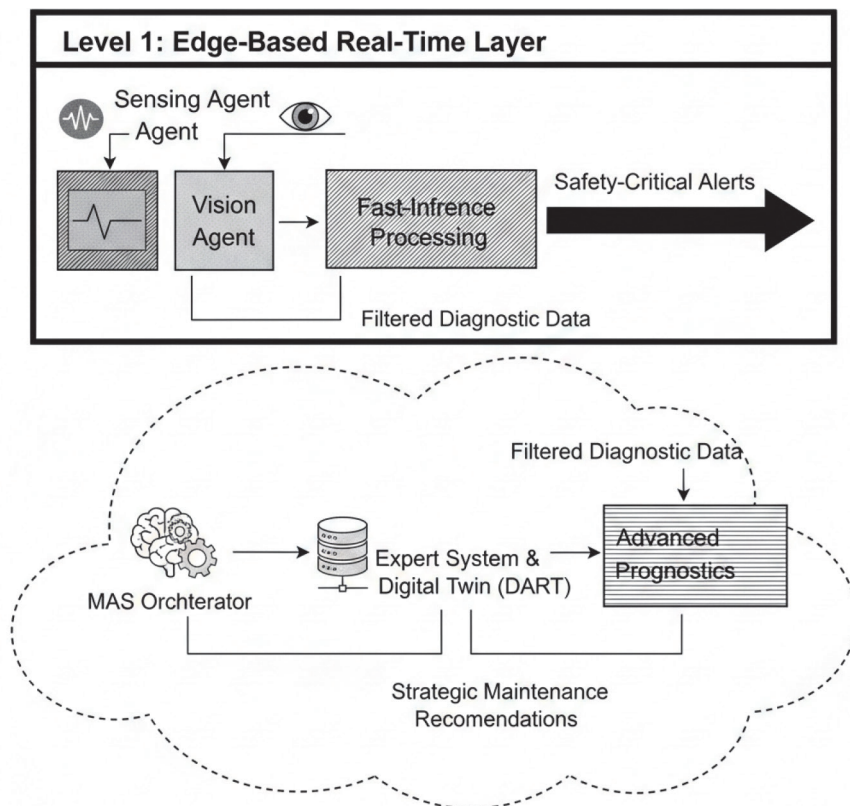 Level 1: Edge-Based Real-Time Layer
Sensing Agent
Agent
Vision
Agent
Fast-Infrence
Processing
Safety-Critical Alerts
Filtered Diagnostic Data
Filtered Diagnostic Data
MAS Orchterator
Expert System &
Digital Twin (DART)
Advanced
Prognostics
Strategic Maintenance
Recomendations